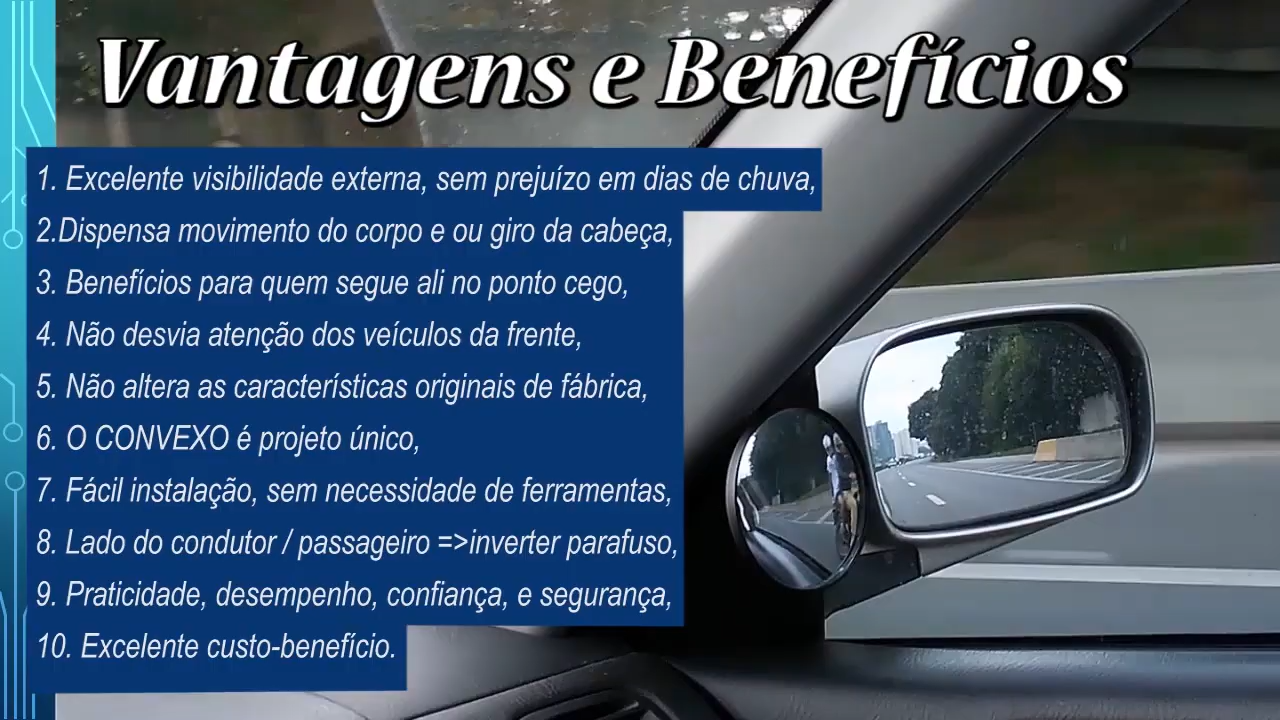 Vantagens e Benefícios
1. Excelente visibilidade externa, sem prejuízo em dias de chuva,
2.Dispensa movimento do corpo e ou giro da cabeça,
3. Benefícios para quem segue ali no ponto cego,
4. Não desvia atenção dos veículos da frente,
5. Não altera as características originais de fábrica,
6. O CONVEXO é projeto único,
7. Fácil instalação, sem necessidade de ferramentas,
8. Lado do condutor / passageiro =>inverter parafuso,
9. Praticidade, desempenho, confiança, e segurança,
10. Excelente custo-benefício.